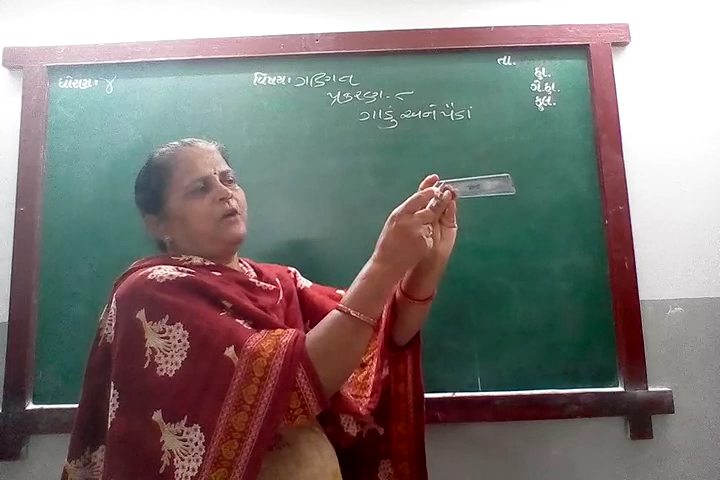 ધોરણ: ૪
વિષય: ગણિત
પ્રકરણ. ૮
ગાડું અને પૈડાં
તા.
કુા.
ગે.હા.
કુલ.